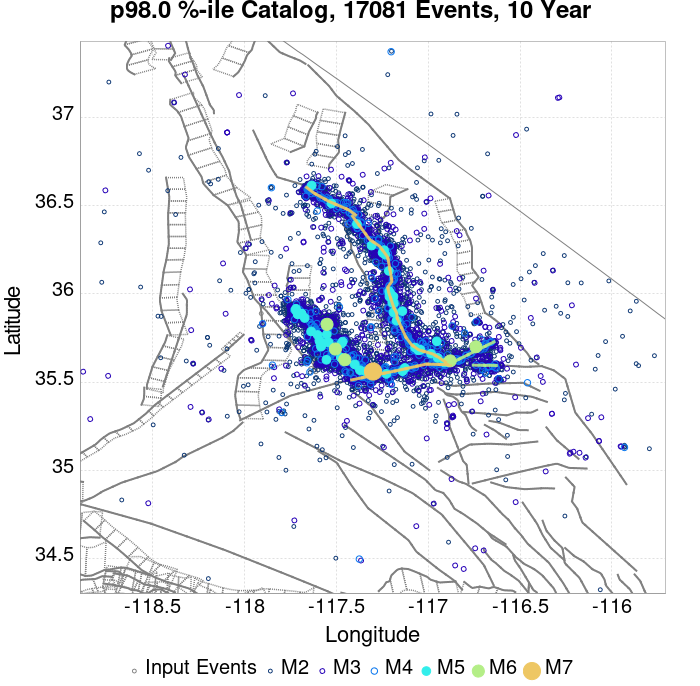 p98.0 %-ile Catalog, 17081 Events, 10 Year
37
36.5
36
35.5
35
34.5
Latitude
-118.5 -118 -117.5 -117 -116.5 -116
Longitude
Input Events M2 M3 M4 M5 M6 M7